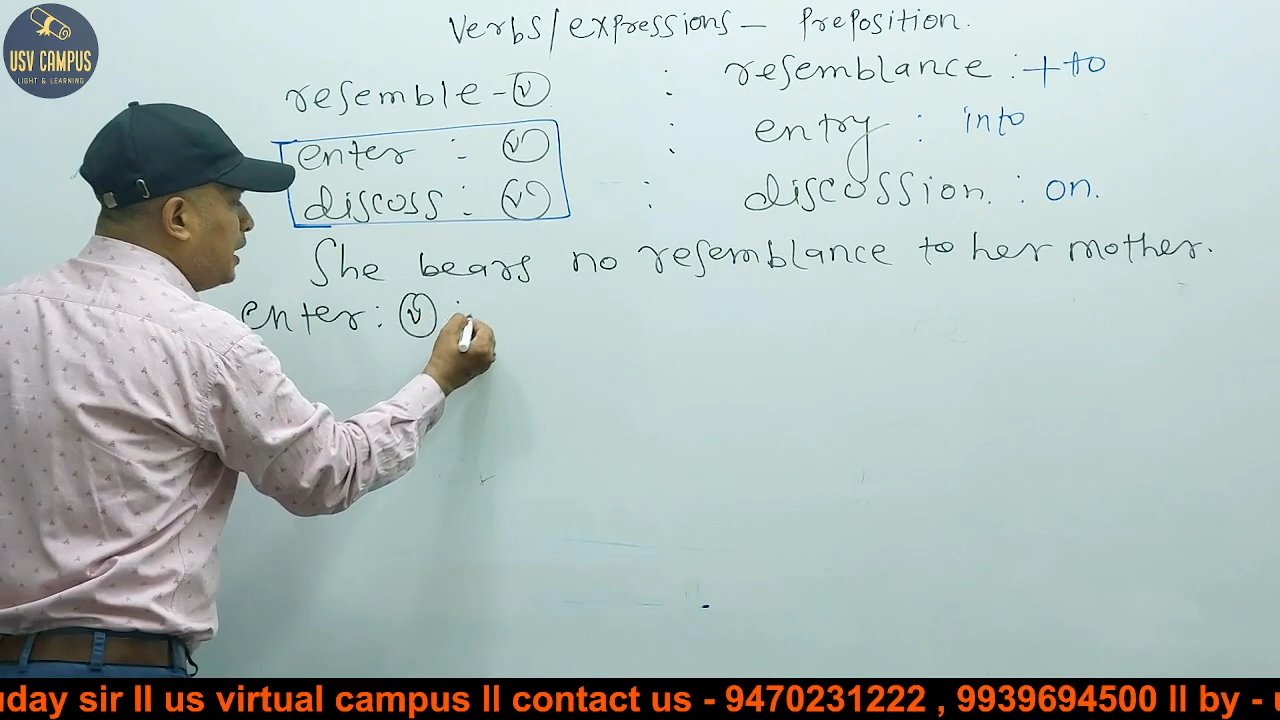 USV CAMPUS
LIGHT & LEARNING
Verbs/expressions - Preposition.
resemble - v : resemblance : + to
enter : v : entry : into
discuss : v : discussion : on.
She bears no resemblance to her mother.
enter : v :
uday sir ll us virtual campus ll contact us - 9470231222 , 9939694500 ll by -